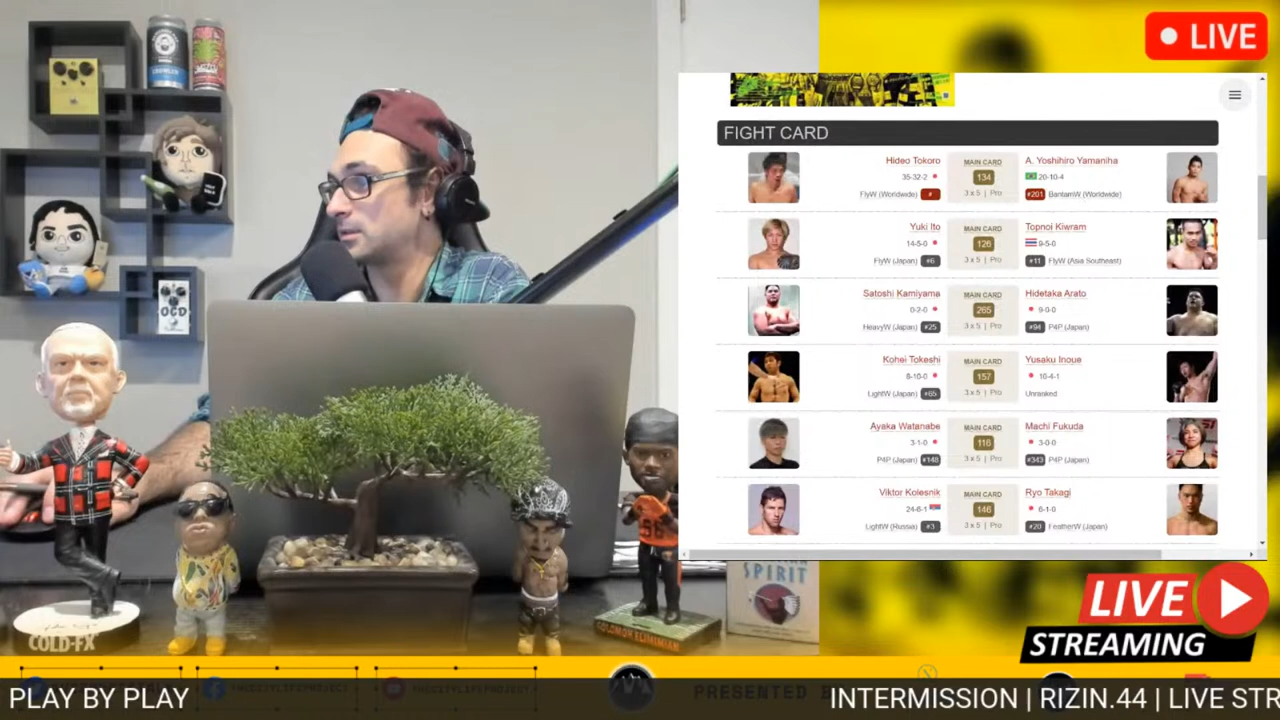 LIVE
FIGHT CARD
Hideo Tokoro
MAIN CARD
A. Yoshihiro Yamaniha
35-32-2
134
20-10-4
FlyW (Worldwide)
3 x 5 | Pro
#201 BantamW (Worldwide)
Yuki Ito
MAIN CARD
Topnoi Kiwram
14-5-0
126
9-5-0
FlyW (Japan) #6
3 x 5 | Pro
#11 FlyW (Asia Southeast)
Satoshi Kamiyama
MAIN CARD
Hidetaka Arato
0-2-0
265
9-0-0
HeavyW (Japan) #25
3 x 5 | Pro
#94 P4P (Japan)
Kohei Tokeshi
MAIN CARD
Yusaku Inoue
8-10-0
157
16-4-1
LightW (Japan) #65
3 x 5 | Pro
Unranked
Ayaka Watanabe
MAIN CARD
Machi Fukuda
3-1-0
118
3-0-0
P4P (Japan) #148
3 x 5 | Pro
#343 P4P (Japan)
Viktor Kolesnik
MAIN CARD
Ryo Takagi
24-6-1
146
6-1-0
LightW (Russia) #3
3 x 5 | Pro
#20 FeatherW (Japan)
OCD
COLD-FX
SOLOMON ELIMIMIAN
SPIRIT
LIVE
STREAMING
PRESENTED
PLAY BY PLAY
INTERMISSION | RIZIN.44 | LIVE STR